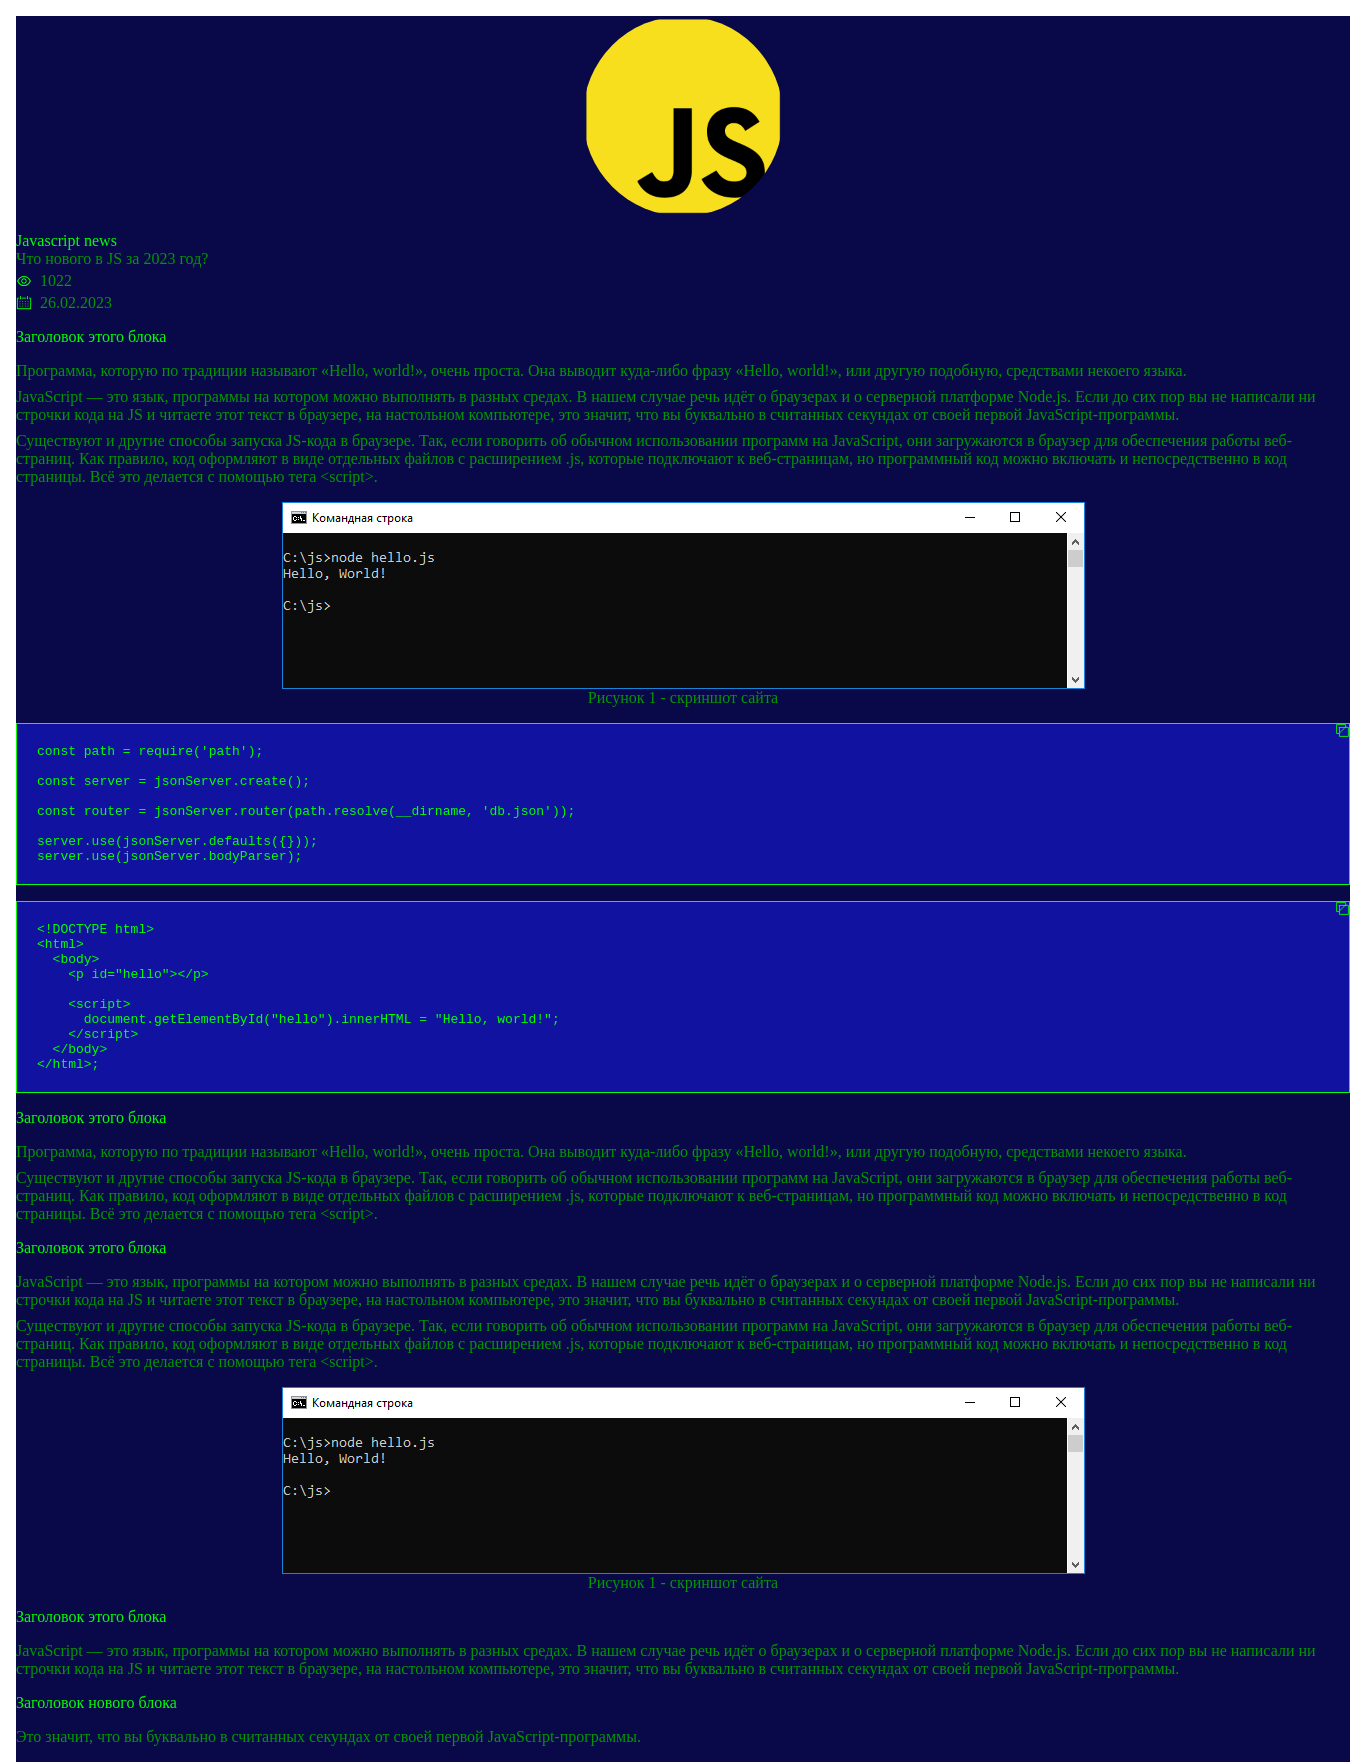 JS
Javascript news
Что нового в JS за 2023 год?
1022
26.02.2023
Заголовок этого блока
Программа, которую по традиции называют «Hello, world!», очень проста. Она выводит куда-либо фразу «Hello, world!», или другую подобную, средствами некоего языка.
JavaScript — это язык, программы на котором можно выполнять в разных средах. В нашем случае речь идёт о браузерах и о серверной платформе Node.js. Если до сих пор вы не написали ни
строчки кода на JS и читаете этот текст в браузере, на настольном компьютере, это значит, что вы буквально в считанных секундах от своей первой JavaScript-программы.
Существуют и другие способы запуска JS-кода в браузере. Так, если говорить об обычном использовании программ на JavaScript, они загружаются в браузер для обеспечения работы веб-
страниц. Как правило, код оформляют в виде отдельных файлов с расширением .js, которые подключают к веб-страницам, но программный код можно включать и непосредственно в код
страницы. Всё это делается с помощью тега <script>.
Командная строка
C:\js>node hello.js
Hello, World!
C:\js>
Рисунок 1 - скриншот сайта
const path = require('path');
const server = jsonServer.create();
const router = jsonServer.router(path.resolve(__dirname, 'db.json'));
server.use(jsonServer.defaults({}));
server.use(jsonServer.bodyParser);
<!DOCTYPE html>
<html>
  <body>
    <p id="hello"></p>
    <script>
      document.getElementById("hello").innerHTML = "Hello, world!";
    </script>
  </body>
</html>;
Заголовок этого блока
Программа, которую по традиции называют «Hello, world!», очень проста. Она выводит куда-либо фразу «Hello, world!», или другую подобную, средствами некоего языка.
Существуют и другие способы запуска JS-кода в браузере. Так, если говорить об обычном использовании программ на JavaScript, они загружаются в браузер для обеспечения работы веб-
страниц. Как правило, код оформляют в виде отдельных файлов с расширением .js, которые подключают к веб-страницам, но программный код можно включать и непосредственно в код
страницы. Всё это делается с помощью тега <script>.
Заголовок этого блока
JavaScript — это язык, программы на котором можно выполнять в разных средах. В нашем случае речь идёт о браузерах и о серверной платформе Node.js. Если до сих пор вы не написали ни
строчки кода на JS и читаете этот текст в браузере, на настольном компьютере, это значит, что вы буквально в считанных секундах от своей первой JavaScript-программы.
Существуют и другие способы запуска JS-кода в браузере. Так, если говорить об обычном использовании программ на JavaScript, они загружаются в браузер для обеспечения работы веб-
страниц. Как правило, код оформляют в виде отдельных файлов с расширением .js, которые подключают к веб-страницам, но программный код можно включать и непосредственно в код
страницы. Всё это делается с помощью тега <script>.
Командная строка
C:\js>node hello.js
Hello, World!
C:\js>
Рисунок 1 - скриншот сайта
Заголовок этого блока
JavaScript — это язык, программы на котором можно выполнять в разных средах. В нашем случае речь идёт о браузерах и о серверной платформе Node.js. Если до сих пор вы не написали ни
строчки кода на JS и читаете этот текст в браузере, на настольном компьютере, это значит, что вы буквально в считанных секундах от своей первой JavaScript-программы.
Заголовок нового блока
Это значит, что вы буквально в считанных секундах от своей первой JavaScript-программы.